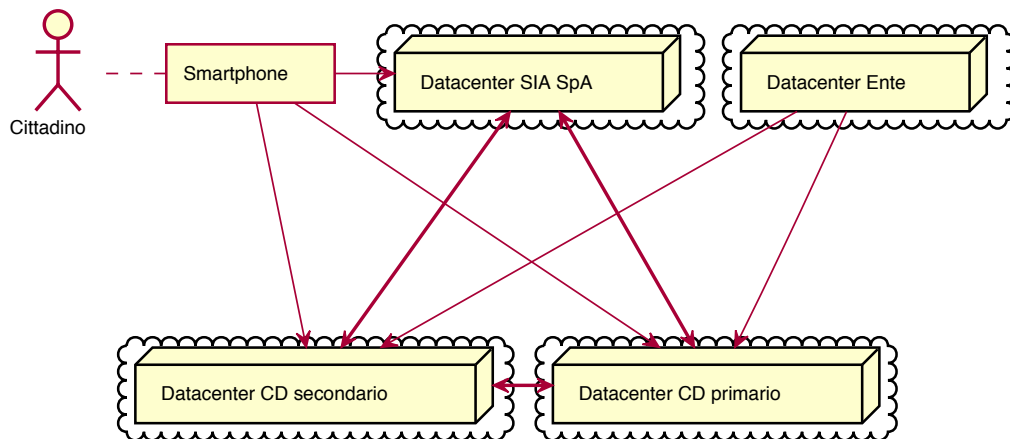 Smartphone
Datacenter SIA SpA
Datacenter Ente
Cittadino
Datacenter CD secondario
Datacenter CD primario